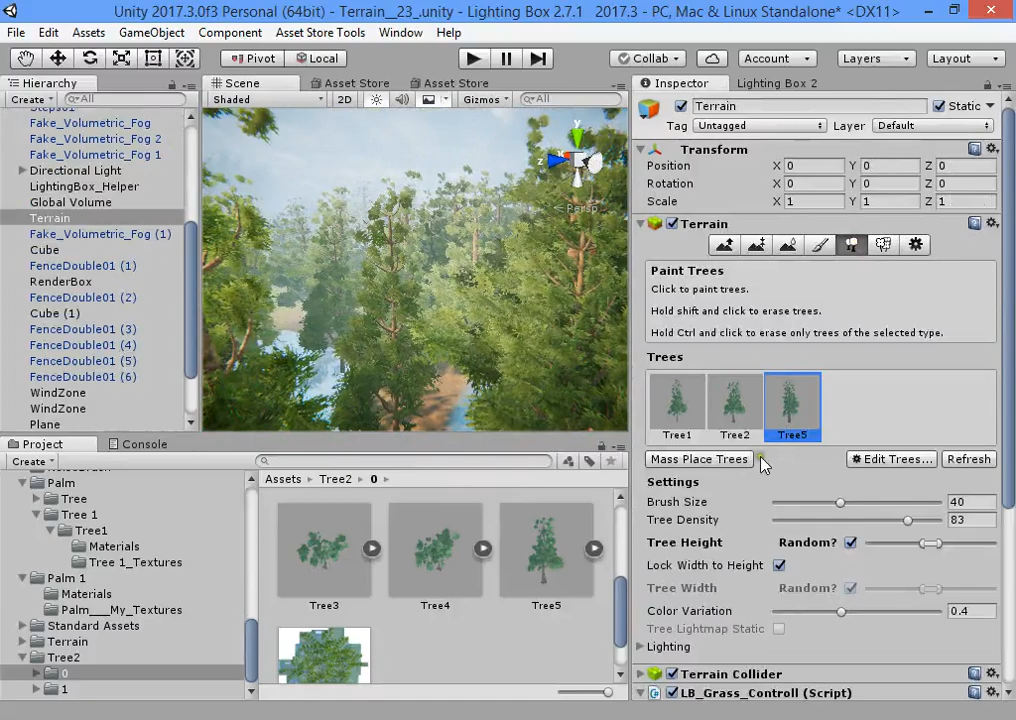 Unity 2017.3.0f3 Personal (64bit) - Terrain__23_.unity - Lighting Box 2.7.1   2017.3 - PC, Mac & Linux Standalone* <DX11>
File Edit Assets GameObject Component Asset Store Tools Window Help
Pivot Local Collab Account Layers Layout
Hierarchy Scene Asset Store Asset Store Inspector Lighting Box 2
Create All Shaded 2D Gizmos All
Terrain Static
Fake_Volumetric_Fog
Tag Untagged Layer Default
Fake_Volumetric_Fog 2
Fake_Volumetric_Fog 1
y x z
Persp
Transform
Directional Light
Position X 0 Y 0 Z 0
LightingBox_Helper
Rotation X 0 Y 0 Z 0
Global Volume
Scale X 1 Y 1 Z 1
Terrain
Terrain
Fake_Volumetric_Fog (1)
Cube
FenceDouble01 (1)
Paint Trees
RenderBox
Click to paint trees.
FenceDouble01 (2)
Hold shift and click to erase trees.
Cube (1)
FenceDouble01 (3)
Hold Ctrl and click to erase only trees of the selected type.
FenceDouble01 (4)
Trees
FenceDouble01 (5)
FenceDouble01 (6)
WindZone
WindZone
Plane
Tree1 Tree2 Tree5
Project Console
Mass Place Trees Edit Trees... Refresh
Create
Assets Tree2 0
Settings
Palm
Brush Size 40
Tree
Tree Density 83
Tree 1
Tree1
Tree Height Random?
Materials
Lock Width to Height
Tree 1_Textures
Palm 1
Tree Width Random?
Materials
Tree3 Tree4 Tree5
Palm___My_Textures
Color Variation 0.4
Standard Assets
Tree Lightmap Static
Terrain
Lighting
Tree2
0
Terrain Collider
1
LB_Grass_Controll (Script)